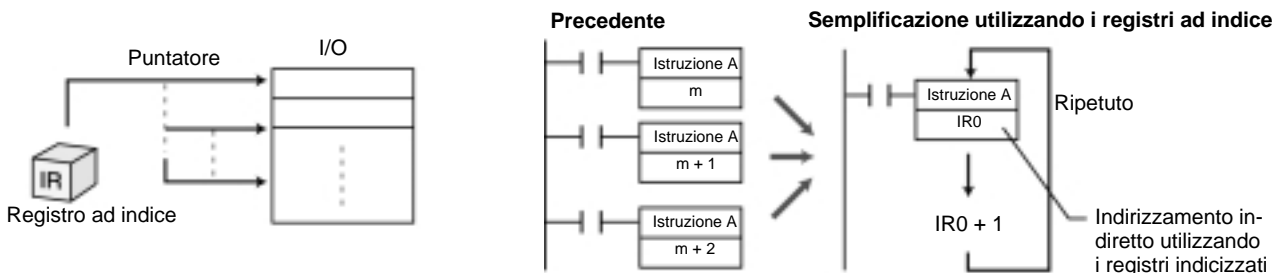 Puntatore
I/O
IR
Registro ad indice
Precedente
Istruzione A
m
Istruzione A
m + 1
Istruzione A
m + 2
Semplificazione utilizzando i registri ad indice
Istruzione A
IR0
Ripetuto
IR0 + 1
Indirizzamento in-
diretto utilizzando
i registri indicizzati